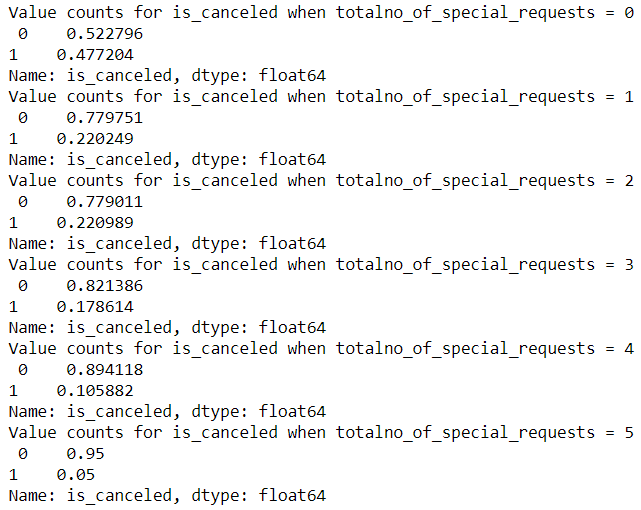 Value counts for is_canceled when totalno_of_special_requests = 0
 0    0.522796
1    0.477204
Name: is_canceled, dtype: float64
Value counts for is_canceled when totalno_of_special_requests = 1
 0    0.779751
1    0.220249
Name: is_canceled, dtype: float64
Value counts for is_canceled when totalno_of_special_requests = 2
 0    0.779011
1    0.220989
Name: is_canceled, dtype: float64
Value counts for is_canceled when totalno_of_special_requests = 3
 0    0.821386
1    0.178614
Name: is_canceled, dtype: float64
Value counts for is_canceled when totalno_of_special_requests = 4
 0    0.894118
1    0.105882
Name: is_canceled, dtype: float64
Value counts for is_canceled when totalno_of_special_requests = 5
 0    0.95
1    0.05
Name: is_canceled, dtype: float64